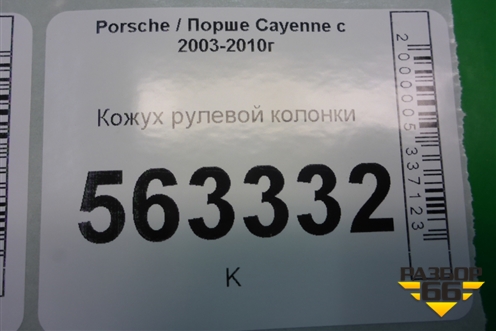 Porsche / Порше Cayenne с
2003-2010г
Кожух рулевой колонки
563332
К
2000005337123
РАЗБОР
66